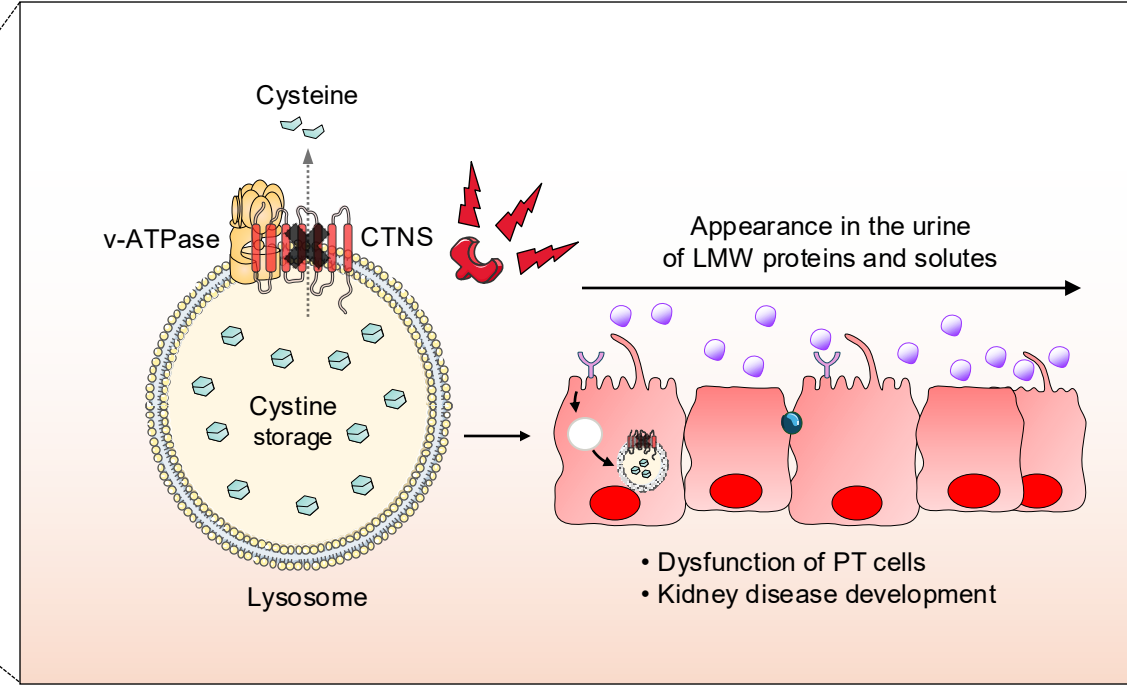 Cysteine
v-ATPase
CTNS
Appearance in the urine
of LMW proteins and solutes
Cystine
storage
Lysosome
• Dysfunction of PT cells
• Kidney disease development